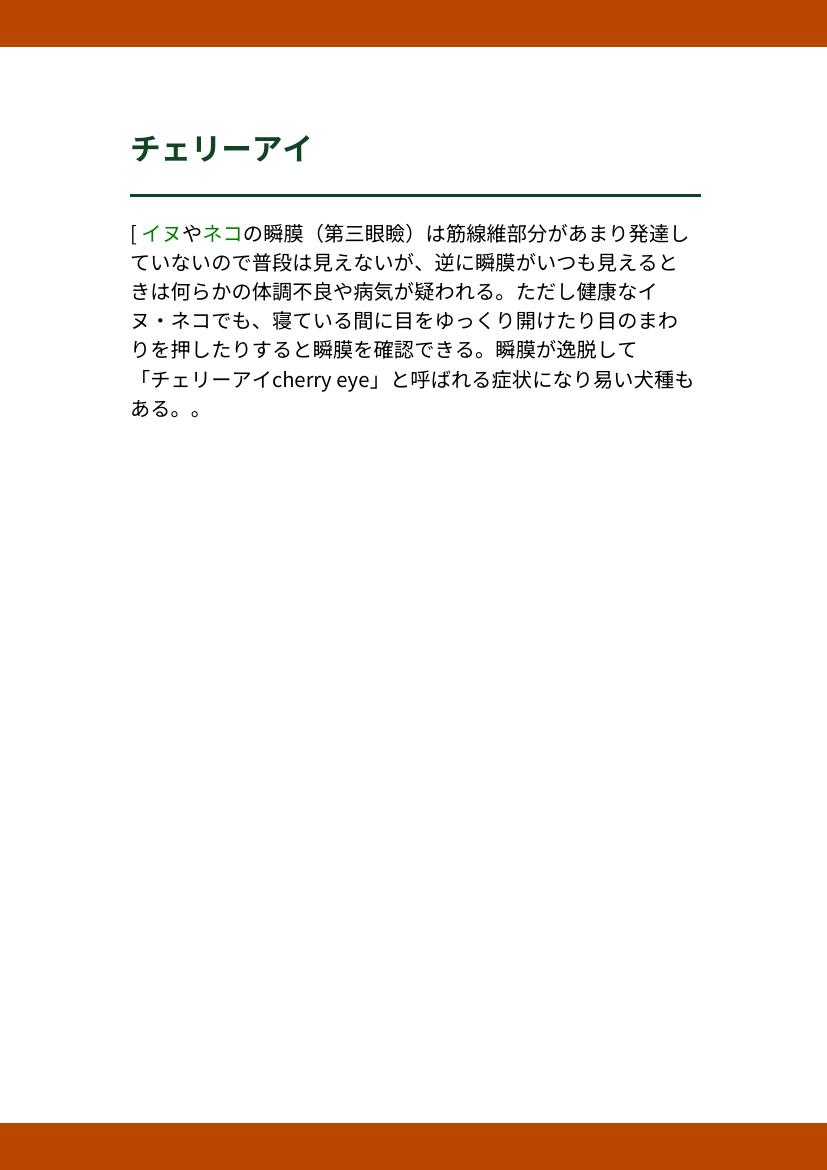 チェリーアイ
[ イヌやネコの瞬膜（第三眼瞼）は筋線維部分があまり発達し
ていないので普段は見えないが、逆に瞬膜がいつも見えると
きは何らかの体調不良や病気が疑われる。ただし健康なイ
ヌ・ネコでも、寝ている間に目をゆっくり開けたり目のまわ
りを押したりすると瞬膜を確認できる。瞬膜が逸脱して
「チェリーアイcherry eye」と呼ばれる症状になり易い犬種も
ある。。